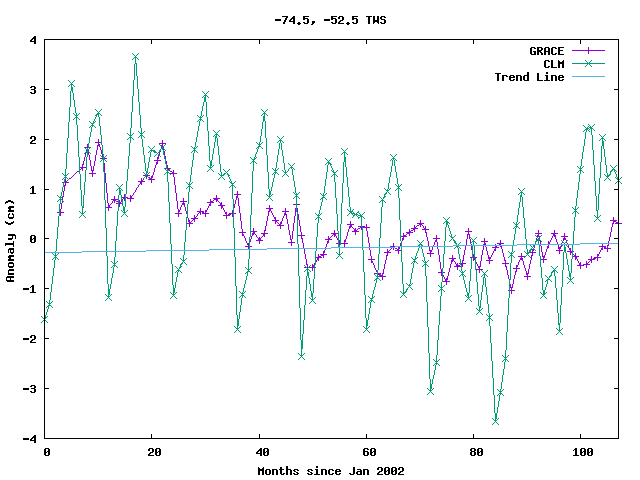 -74.5, -52.5 TWS
GRACE
CLM
Trend Line
4
3
2
1
0
-1
-2
-3
-4
Anomaly (cm)
0 20 40 60 80 100
Months since Jan 2002